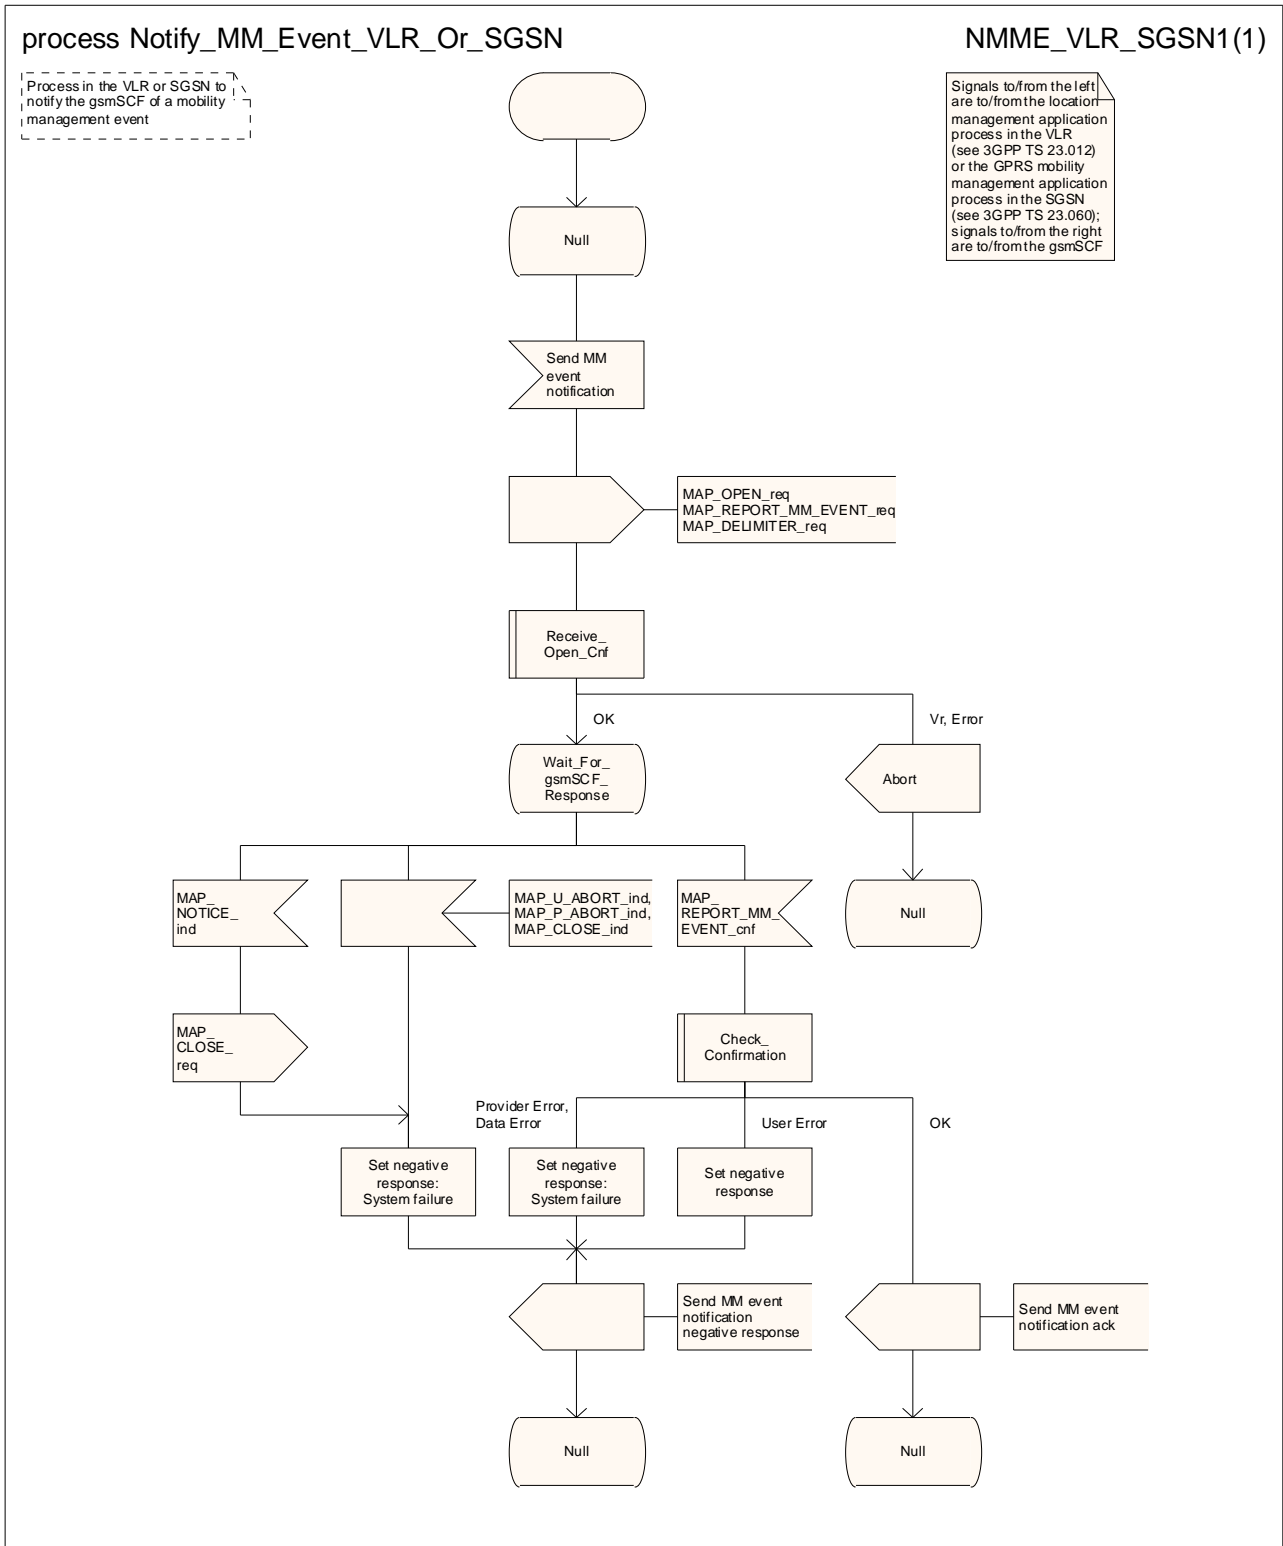 process Notify_MM_Event_VLR_Or_SGSN
NMME_VLR_SGSN1(1)
Process in the VLR or SGSN to
notify the gsmSCF of a mobility
management event
Signals to/from the left
are to/from the location
management application
process in the VLR
(see 3GPP TS 23.012)
or the GPRS mobility
management application
process in the SGSN
(see 3GPP TS 23.060);
signals to/from the right
are to/from the gsmSCF
Null
Send MM
event
notification
MAP_OPEN_req
MAP_REPORT_MM_EVENT_req
MAP_DELIMITER_req
Receive_
Open_Cnf
OK
Vr, Error
Wait_For_
gsmSCF_
Response
Abort
MAP_
NOTICE_
ind
MAP_U_ABORT_ind,
MAP_P_ABORT_ind,
MAP_CLOSE_ind
MAP_
REPORT_MM_
EVENT_cnf
Null
MAP_
CLOSE_
req
Check_
Confirmation
Provider Error,
Data Error
User Error
OK
Set negative
response:
System failure
Set negative
response:
System failure
Set negative
response
Send MM event
notification
negative response
Send MM event
notification ack
Null
Null